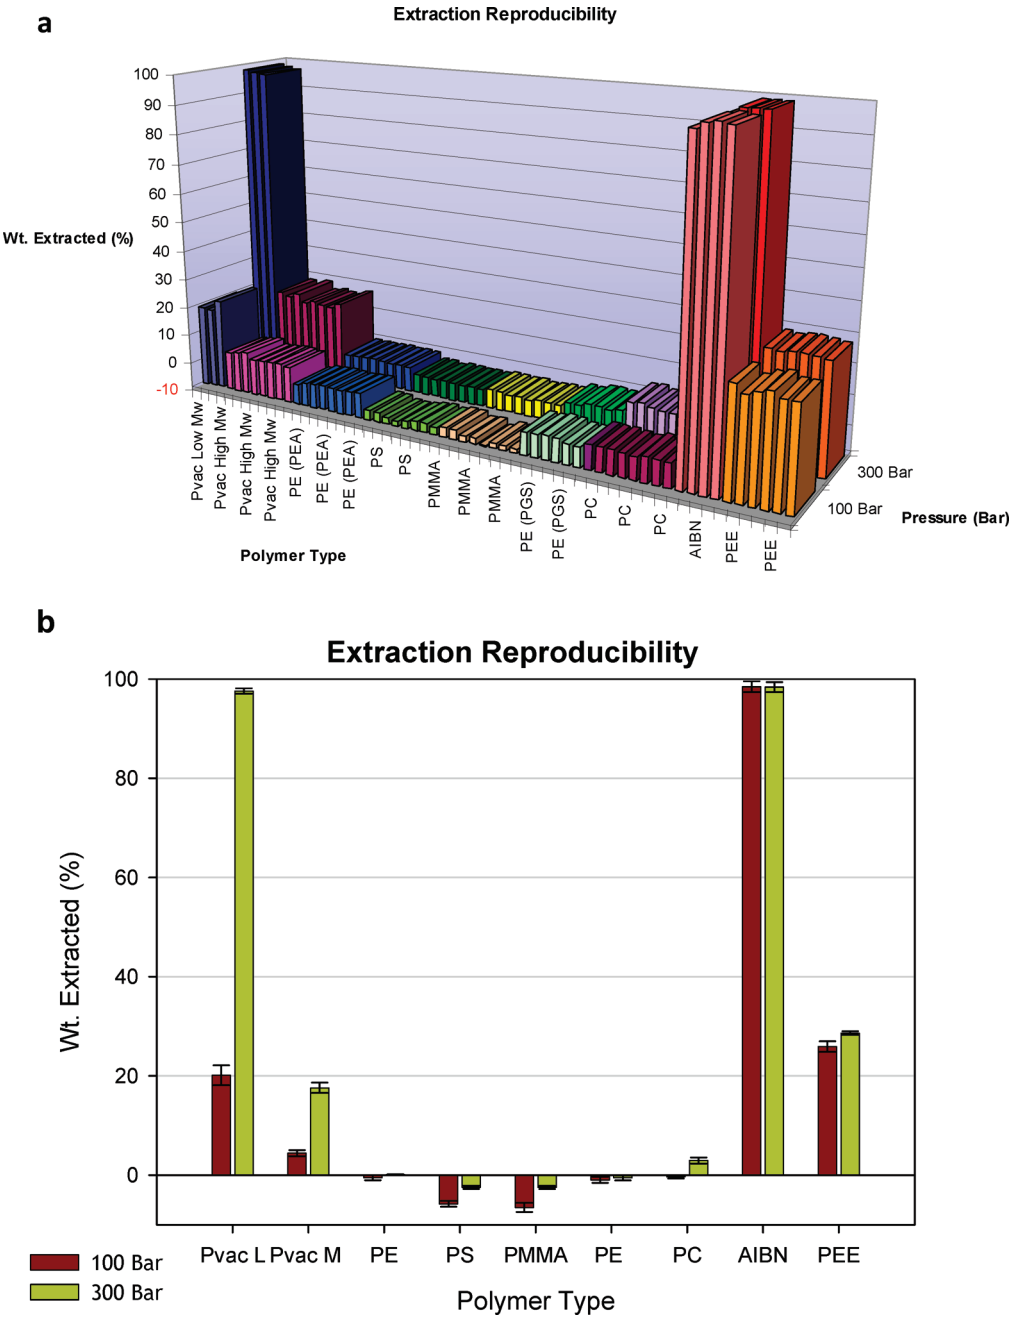 a
Extraction Reproducibility
100
90
80
70
60
50
40
30
20
10
0
-10
Wt. Extracted (%)
Pvac Low Mw
Pvac High Mw
Pvac High Mw
Pvac High Mw
PE (PEA)
PE (PEA)
PE (PEA)
PS
PS
PMMA
PMMA
PMMA
PE (PGS)
PE (PGS)
PC
PC
PC
AIBN
PEE
PEE
300 Bar
100 Bar
Pressure (Bar)
Polymer Type
b
Extraction Reproducibility
100
80
60
40
20
0
Wt. Extracted (%)
Pvac L Pvac M PE PS PMMA PE PC AIBN PEE
100 Bar
300 Bar
Polymer Type